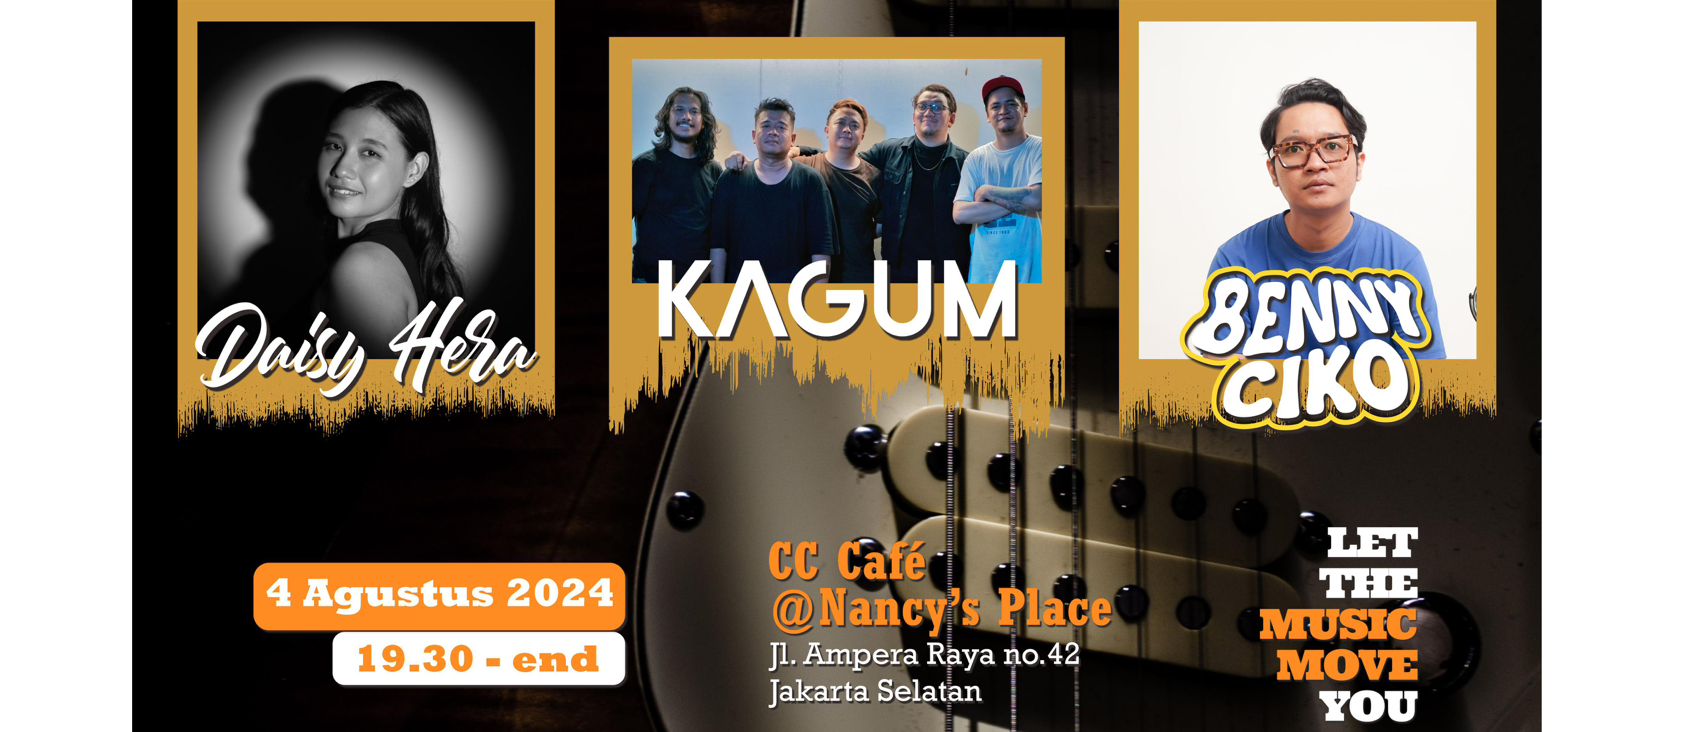 Daisy Hera
KAGUM
BENNY
CIKO
4 Agustus 2024
19.30 - end
CC Café
@Nancy's Place
Jl. Ampera Raya no.42
Jakarta Selatan
LET
THE
MUSIC
MOVE
YOU